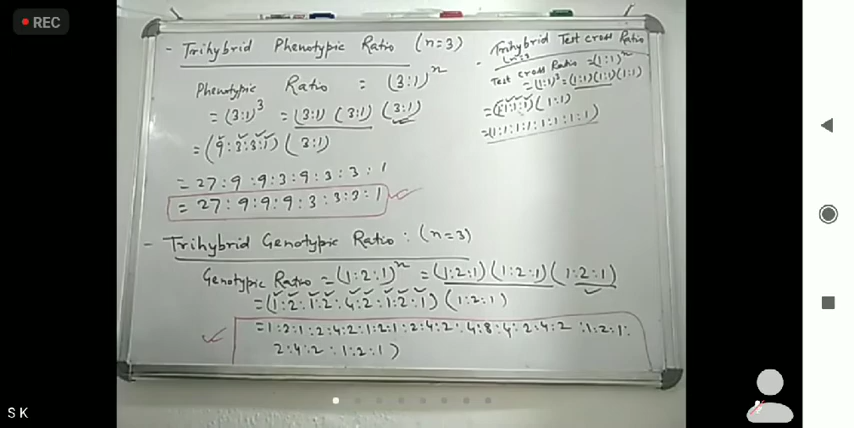 REC
- Trihybrid Phenotypic Ratio (n=3)
Phenotypic Ratio = (3:1)^n
= (3:1)^3 = (3:1) (3:1) (3:1)
= (9:3:3:1) (3:1)
= 27:9:9:3:9:3:3:1
= 27:9:9:9:3:3:3:1
- Trihybrid Test cross Ratio
(n=3
Test cross Ratio = (1:1)^n
= (1:1)^3 = (1:1)(1:1)(1:1)
= (1:1:1:1) (1:1)
= (1:1:1:1:1:1:1:1)
- Trihybrid Genotypic Ratio: (n=3)
Genotypic Ratio = (1:2:1)^n = (1:2:1) (1:2:1) (1:2:1)
= (1:2:1:2:4:2:1:2:1) (1:2:1)
= 1:2:1:2:4:2:1:2:1:2:4:2:4:8:4:2:4:2:1:2:1:
2:4:2:1:2:1)
S K